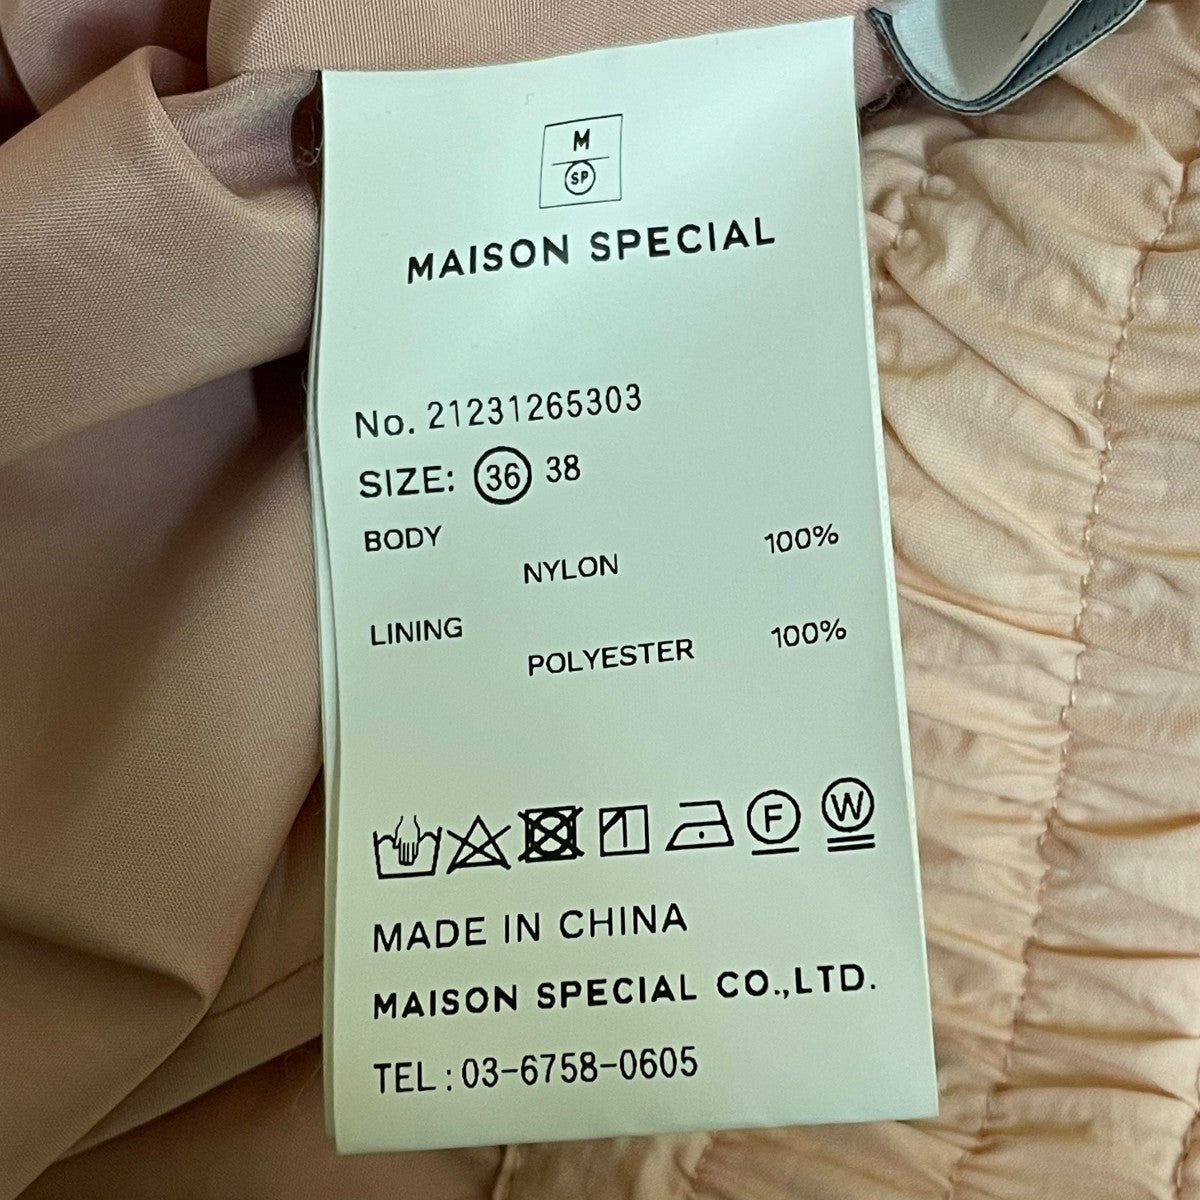 M
SP
MAISON SPECIAL
No. 21231265303
SIZE: 36 38
BODY
NYLON 100%
LINING
POLYESTER 100%
F W
MADE IN CHINA
MAISON SPECIAL CO.,LTD.
TEL : 03-6758-0605